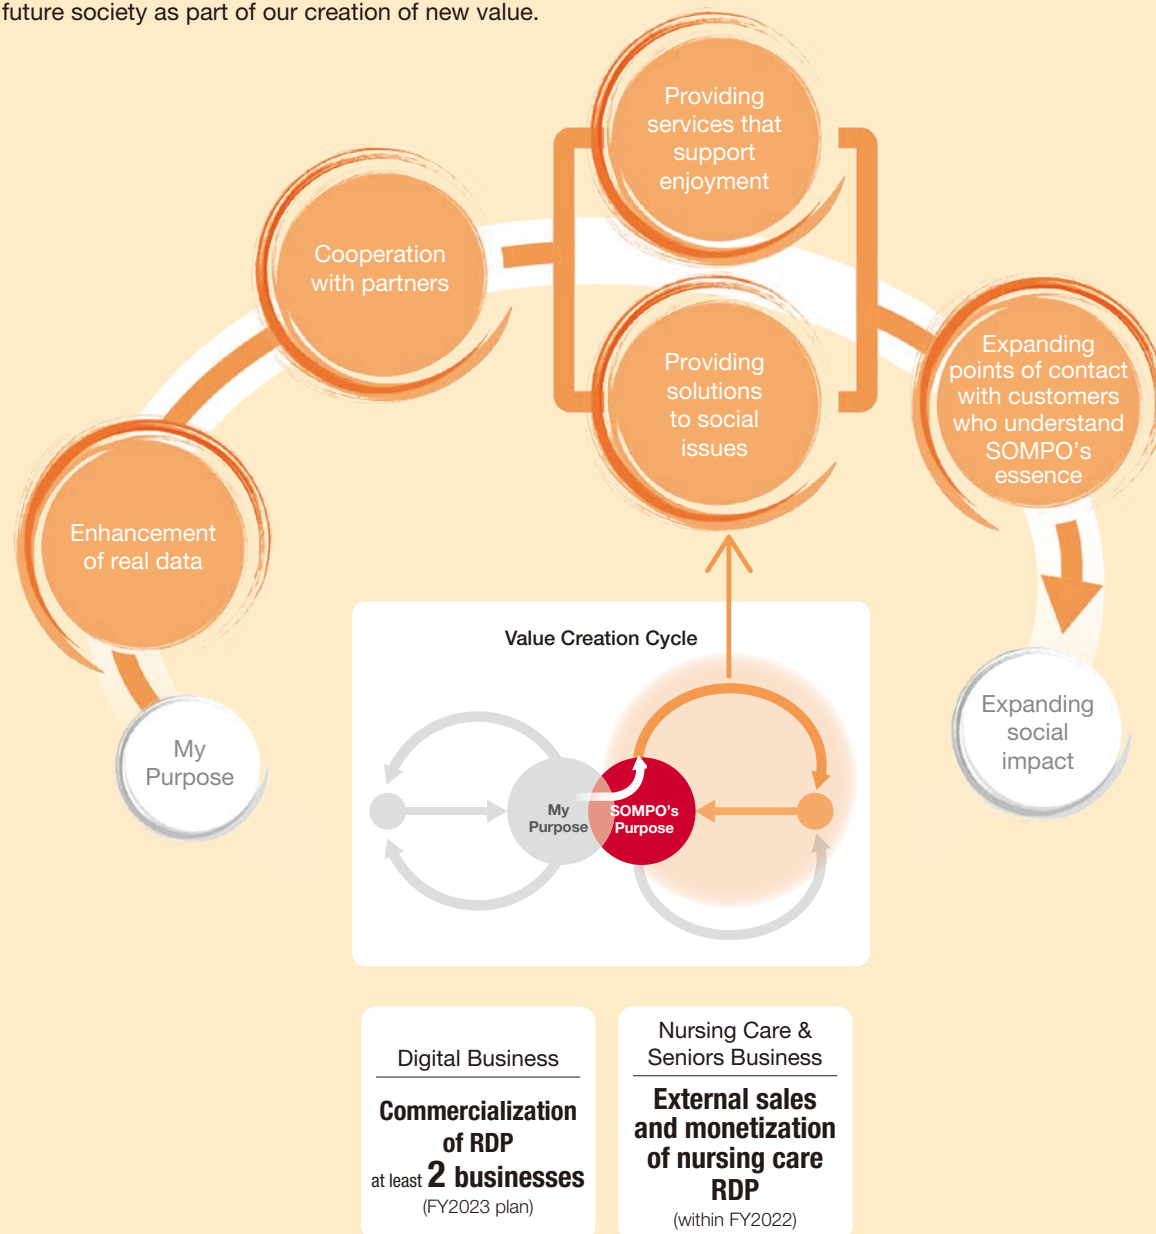 future society as part of our creation of new value.
Providing
services that
support
enjoyment
Cooperation
with partners
Providing
solutions
to social
issues
Expanding
points of contact
with customers
who understand
SOMPO's
essence
Enhancement
of real data
My
Purpose
Expanding
social
impact
Value Creation Cycle
My
Purpose
SOMPO's
Purpose
Digital Business
Commercialization
of RDP
at least 2 businesses
(FY2023 plan)
Nursing Care &
Seniors Business
External sales
and monetization
of nursing care
RDP
(within FY2022)